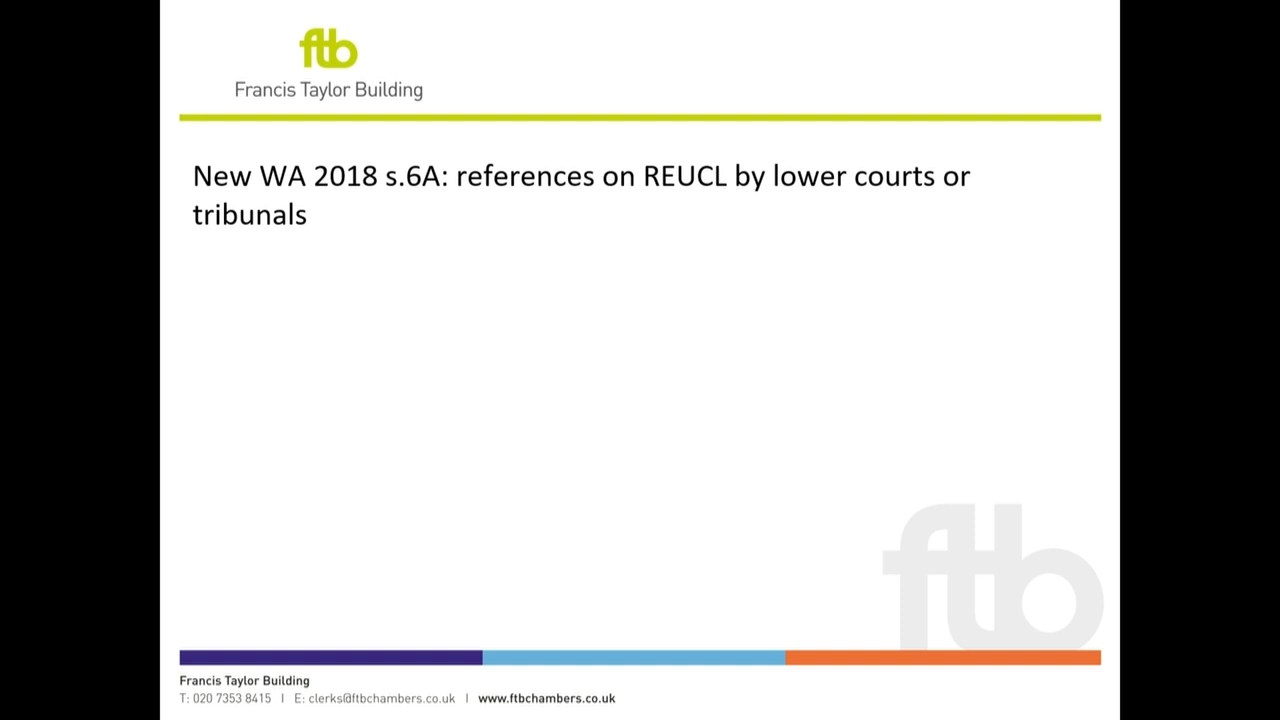 ftb
Francis Taylor Building
New WA 2018 s.6A: references on REUCL by lower courts or
tribunals
ftb
Francis Taylor Building
T: 020 7353 8415 I E: clerks@ftbchambers.co.uk I www.ftbchambers.co.uk